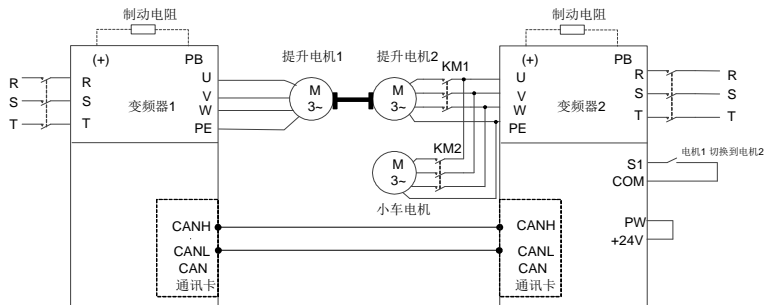 制动电阻
制动电阻
(+)
PB
提升电机1
提升电机2
KM1
(+)
PB
R
S
T
R
S
T
变频器1
U
V
W
PE
M
3~
M
3~
U
V
W
PE
变频器2
R
S
T
R
S
T
KM2
M
3~
小车电机
S1
COM
电机1 切换到电机2
PW
+24V
CANH
CANL
CAN
通讯卡
CANH
CANL
CAN
通讯卡